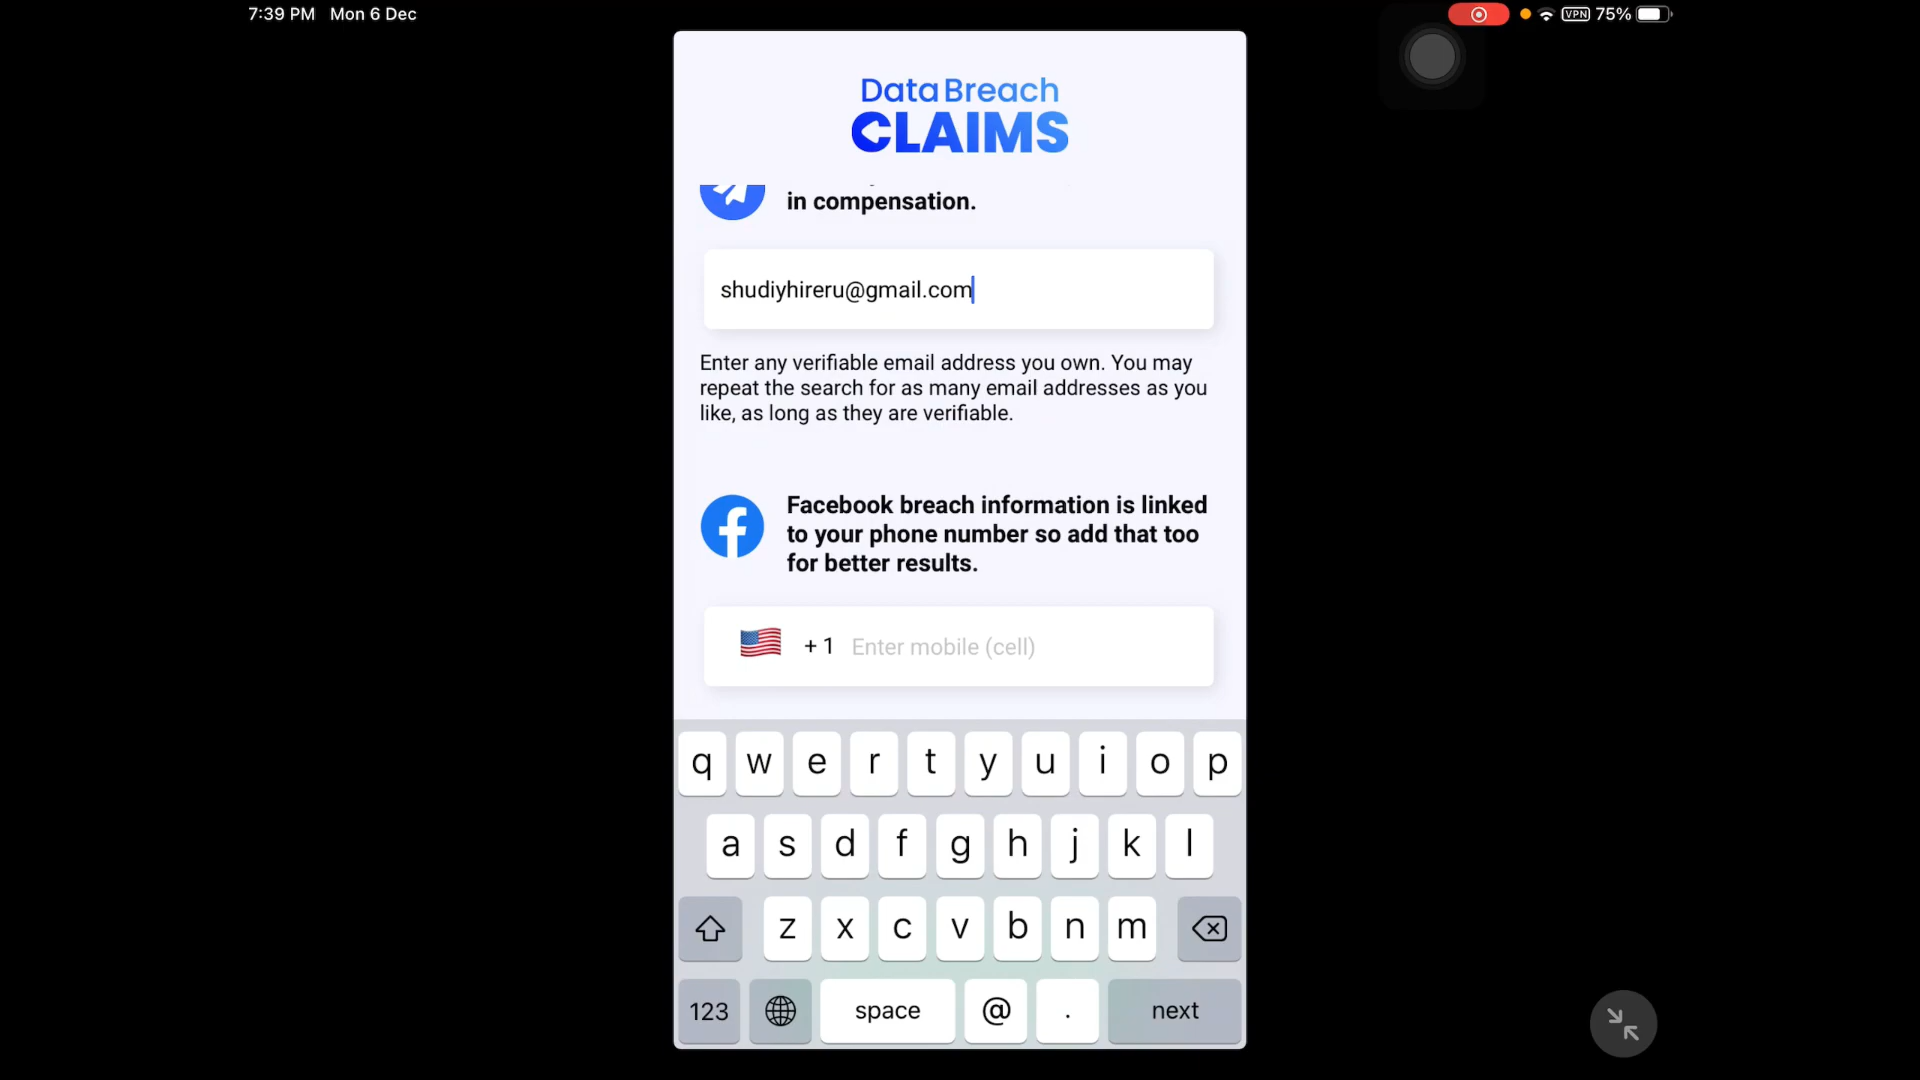 7:39 PM Mon 6 Dec
VPN 75%
Data Breach
CLAIMS
in compensation.
shudiyhireru@gmail.com
Enter any verifiable email address you own. You may
repeat the search for as many email addresses as you
like, as long as they are verifiable.
Facebook breach information is linked
to your phone number so add that too
for better results.
+ 1 Enter mobile (cell)
q w e r t y u i o p
a s d f g h j k l
z x c v b n m
123 space @ . next